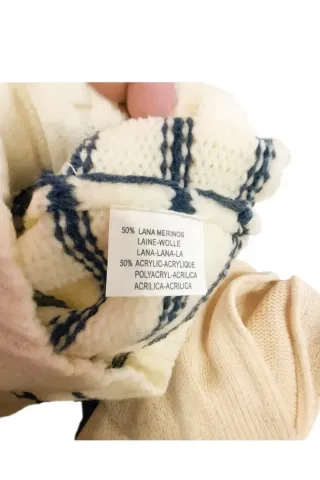 50% LANA MERINOS
LAINE-WOLLE
LANA-LANA-LA
50% ACRYLIC-ACRYLIQUE
POLYACRYL-ACRILICA
ACRILICA-ACRILICA